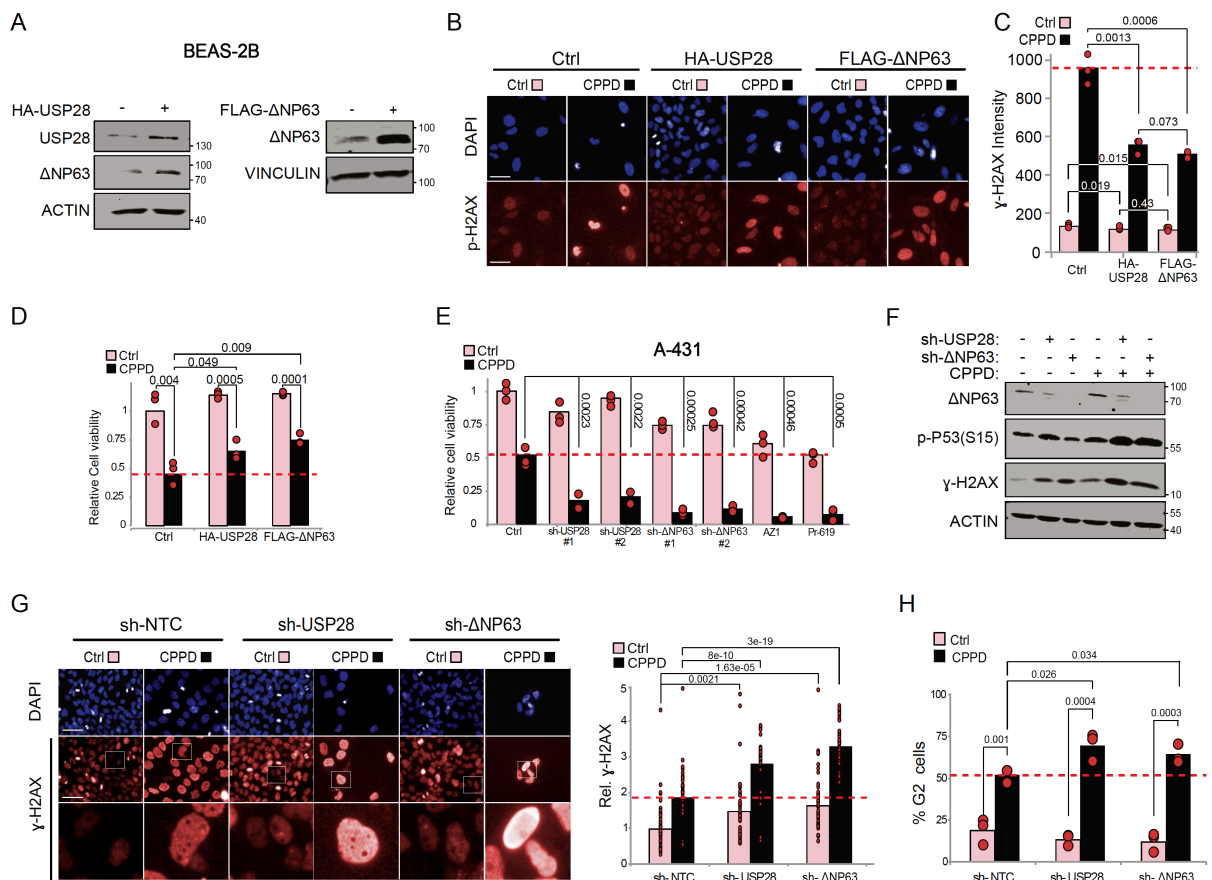 A
BEAS-2B
HA-USP28 - +
USP28
130
ΔNP63
100
70
ACTIN
40
FLAG-ΔNP63 - +
ΔNP63
100
70
VINCULIN
100
B
Ctrl HA-USP28 FLAG-ΔNP63
Ctrl CPPD Ctrl CPPD Ctrl CPPD
DAPI
p-H2AX
C
Ctrl
CPPD
0.0006
0.0013
0.073
0.015
0.019
0.43
ɣ-H2AX Intensity
1000
800
600
400
200
0
Ctrl
HA-
USP28
FLAG-
ΔNP63
D
Ctrl
CPPD
0.009
0.049
0.004 0.0005 0.0001
Relative Cell viability
1
0.75
0.5
0.25
0
Ctrl HA-USP28 FLAG-ΔNP63
E
A-431
Ctrl
CPPD
0.00023
0.0022
0.00025
0.00042
0.00046
0.0005
Relative cell viability
1
0.75
0.5
0.25
0
Ctrl
sh-USP28
#1
sh-USP28
#2
sh-ΔNP63
#1
sh-ΔNP63
#2
AZ1
Pr-619
F
sh-USP28: - + - - + -
sh-ΔNP63: - - + - - +
CPPD: - - - + + +
ΔNP63
100
70
p-P53(S15)
55
ɣ-H2AX
10
ACTIN
55
40
G
sh-NTC sh-USP28 sh-ΔNP63
Ctrl CPPD Ctrl CPPD Ctrl CPPD
DAPI
ɣ-H2AX
Ctrl
CPPD
3e-19
8e-10
1.63e-05
0.0021
Rel. ɣ-H2AX
5
4
3
2
1
0
sh-NTC sh-USP28 sh-ΔNP63
H
Ctrl
CPPD
0.034
0.026
0.001 0.0004 0.0003
% G2 cells
100
75
50
25
0
sh-NTC sh-USP28 sh-ΔNP63